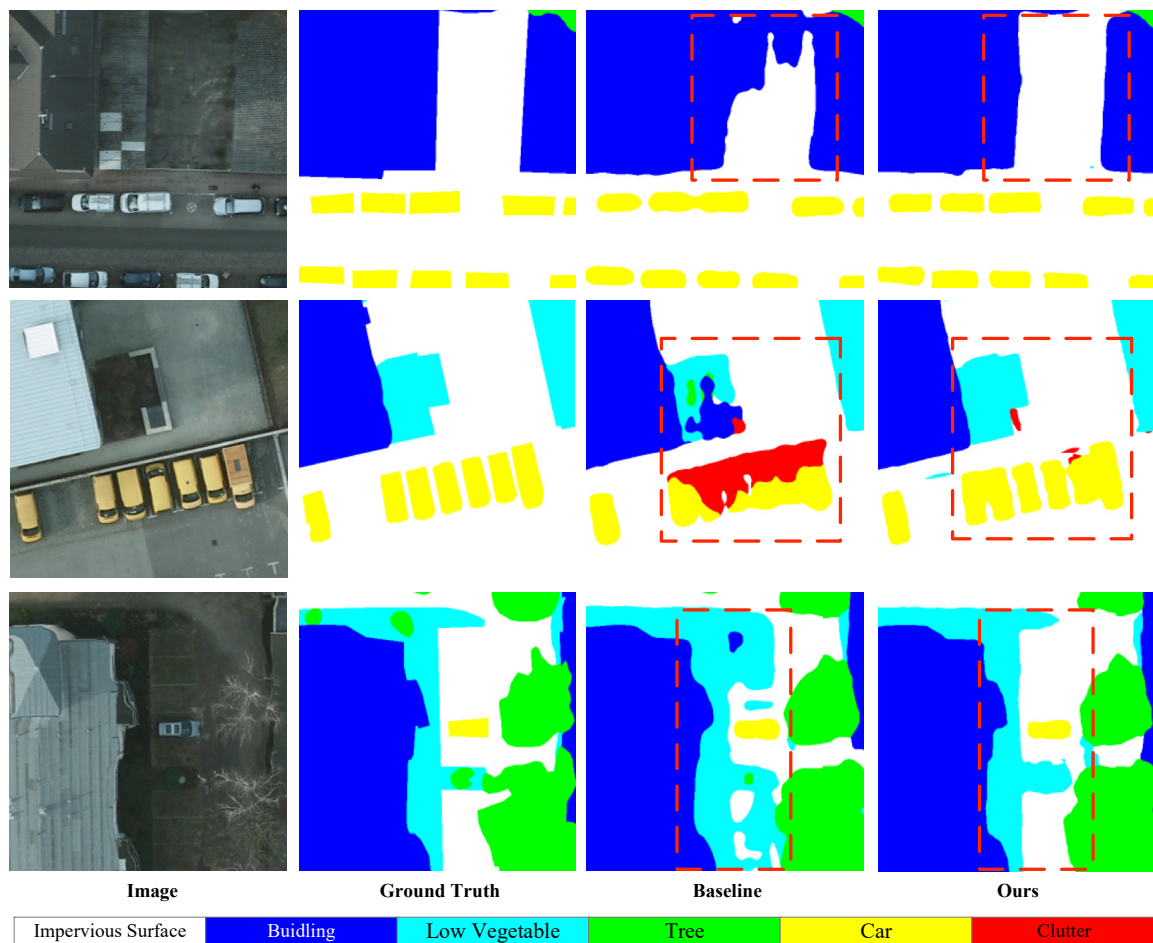 Image Ground Truth Baseline Ours
Impervious Surface Buidling Low Vegetable Tree Car Clutter